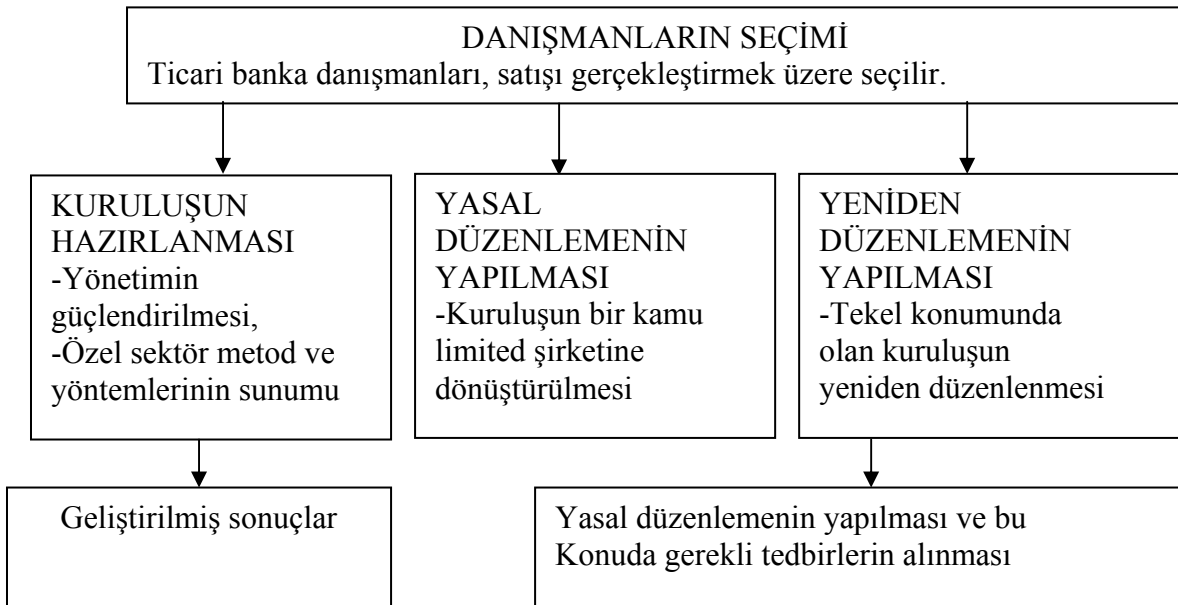 DANIŞMANLARIN SEÇİMİ
Ticari banka danışmanları, satışı gerçekleştirmek üzere seçilir.
KURULUŞUN
HAZIRLANMASI
-Yönetimin
güçlendirilmesi,
-Özel sektör metod ve
yöntemlerinin sunumu
YASAL
DÜZENLEMENİN
YAPILMASI
-Kuruluşun bir kamu
limited şirketine
dönüştürülmesi
YENİDEN
DÜZENLEMENİN
YAPILMASI
-Tekel konumunda
olan kuruluşun
yeniden düzenlenmesi
Geliştirilmiş sonuçlar
Yasal düzenlemenin yapılması ve bu
Konuda gerekli tedbirlerin alınması